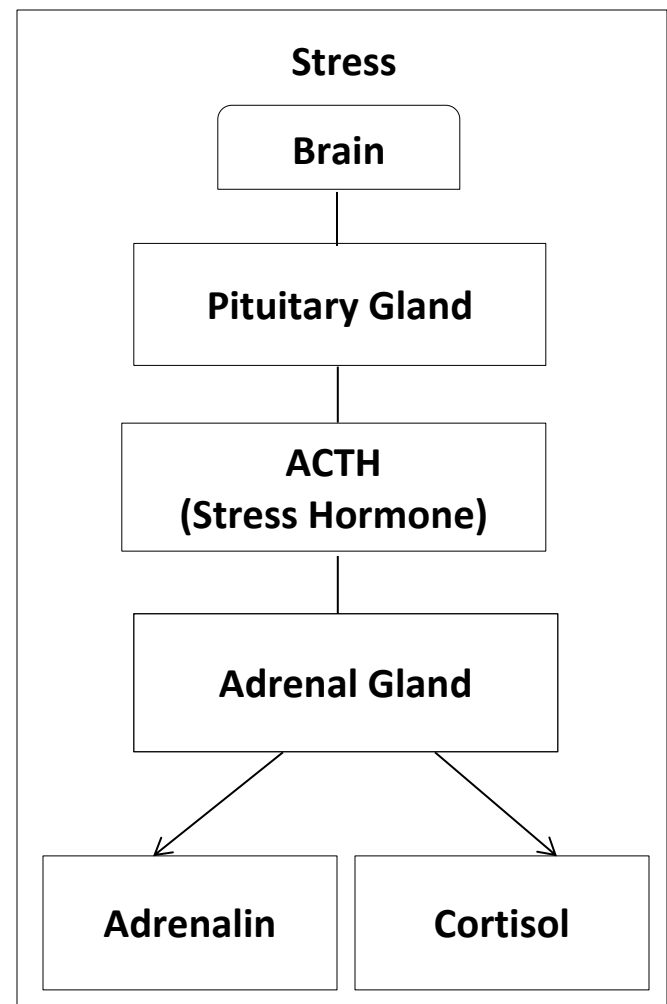 Stress
Brain
Pituitary Gland
ACTH
(Stress Hormone)
Adrenal Gland
Adrenalin
Cortisol